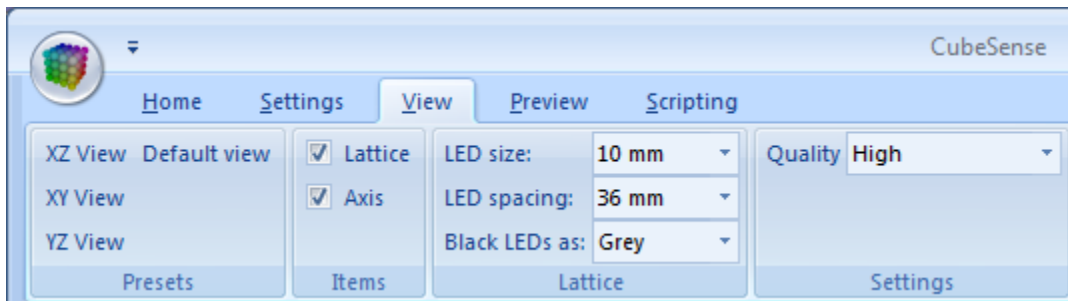 CubeSense
Home Settings View Preview Scripting
XZ View Default view
XY View
YZ View
Presets
Lattice
Axis
Items
LED size: 10 mm
LED spacing: 36 mm
Black LEDs as: Grey
Lattice
Quality High
Settings